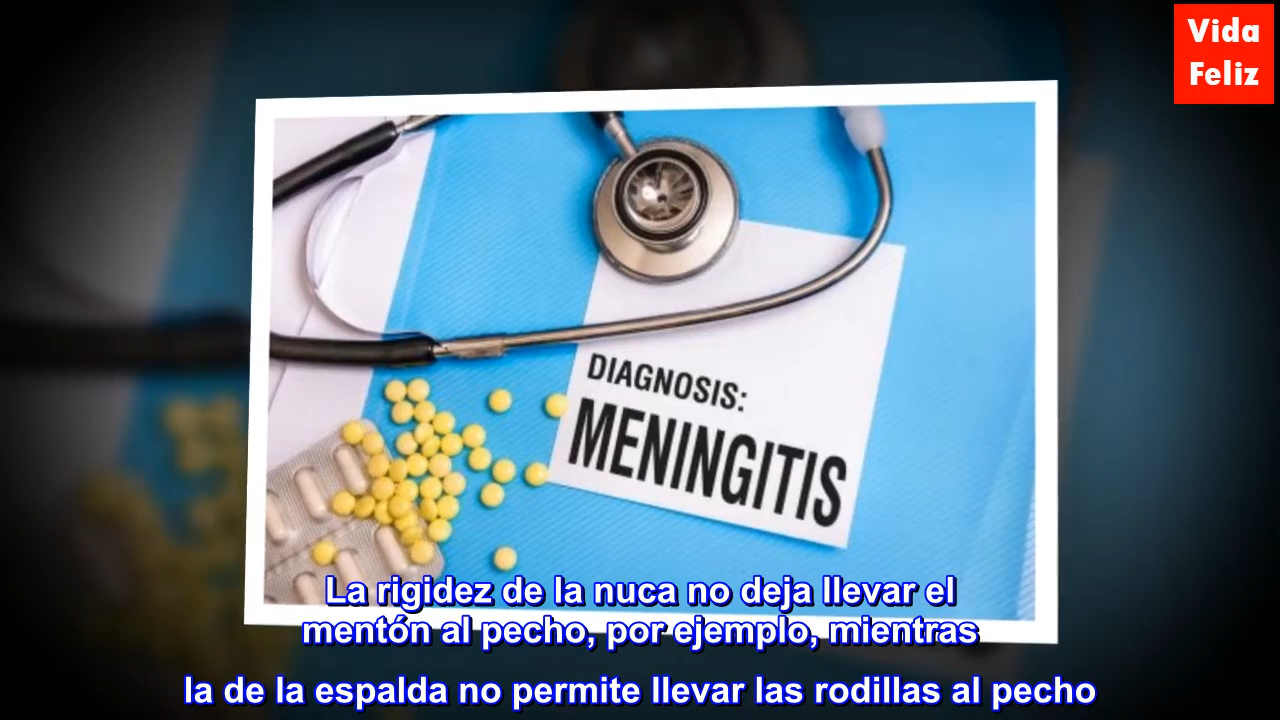 Vida
Feliz
DIAGNOSIS:
MENINGITIS
La rigidez de la nuca no deja llevar el
mentón al pecho, por ejemplo, mientras
la de la espalda no permite llevar las rodillas al pecho